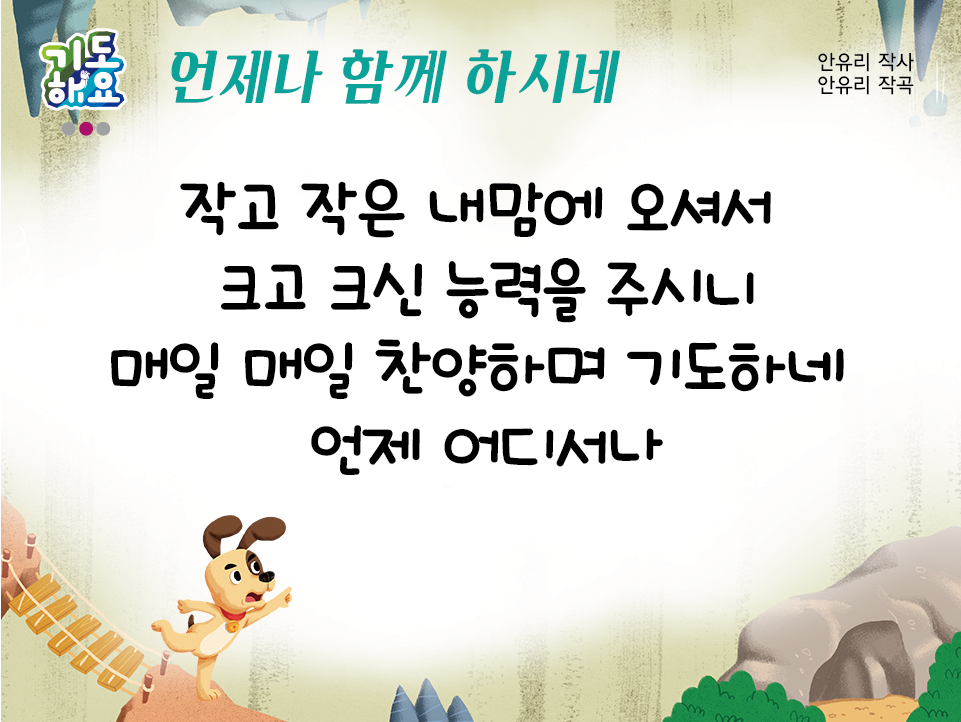 기도
해요
언제나 함께 하시네
안유리 작사
안유리 작곡
작고 작은 내맘에 오셔서
크고 크신 능력을 주시니
매일 매일 찬양하며 기도하네
언제 어디서나